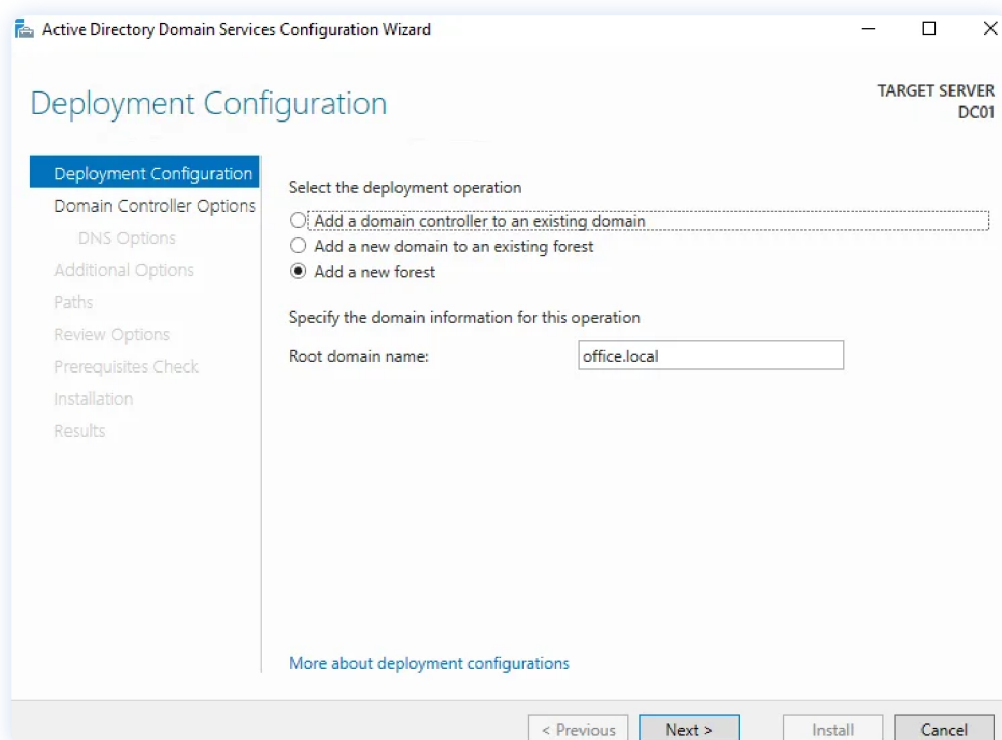 Active Directory Domain Services Configuration Wizard
Deployment Configuration
TARGET SERVER
DC01
Deployment Configuration
Domain Controller Options
DNS Options
Additional Options
Paths
Review Options
Prerequisites Check
Installation
Results
Select the deployment operation
Add a domain controller to an existing domain
Add a new domain to an existing forest
Add a new forest
Specify the domain information for this operation
Root domain name: office.local
More about deployment configurations
< Previous Next > Install Cancel